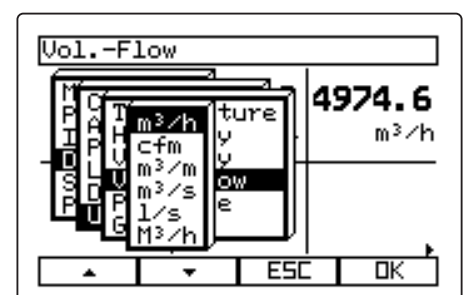 Vol.-Flow
4974.6
m³/h
M
P
I
D
S
P
C
A
P
L
D
U
T
H
V
V
P
G
ture
y
y
ow
e
m³/h
cfm
m³/m
m³/s
l/s
M³/h
ESC OK